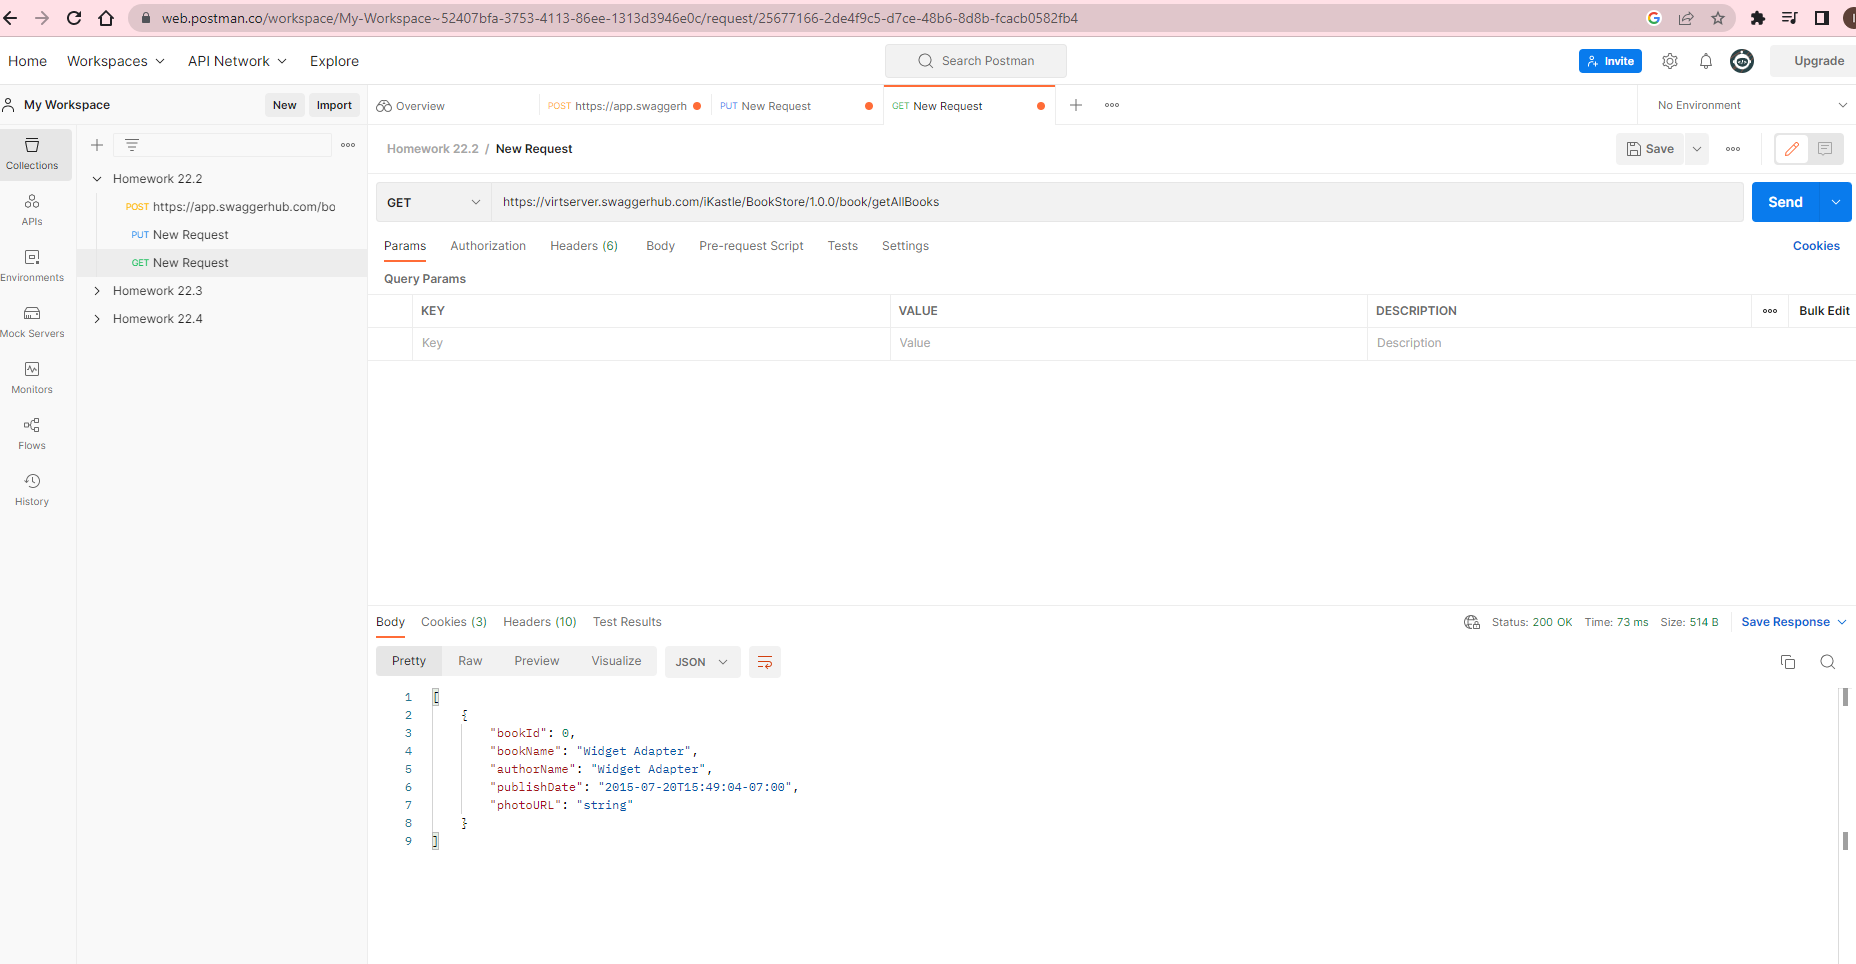 web.postman.co/workspace/My-Workspace~52407bfa-3753-4113-86ee-1313d3946e0c/request/25677166-2de4f9c5-d7ce-48b6-8d8b-fcacb0582fb4
Home Workspaces API Network Explore Search Postman Invite Upgrade
My Workspace New Import Overview POST https://app.swaggerh PUT New Request GET New Request No Environment
Collections
APIs
Environments
Mock Servers
Monitors
Flows
History
Homework 22.2
POST https://app.swaggerhub.com/bo
PUT New Request
GET New Request
Homework 22.3
Homework 22.4
Homework 22.2 / New Request Save
GET https://virtserver.swaggerhub.com/iKastle/BookStore/1.0.0/book/getAllBooks Send
Params Authorization Headers (6) Body Pre-request Script Tests Settings Cookies
Query Params
KEY VALUE DESCRIPTION Bulk Edit
Key Value Description
Body Cookies (3) Headers (10) Test Results Status: 200 OK Time: 73 ms Size: 514 B Save Response
Pretty Raw Preview Visualize JSON
1 [
2 {
3 "bookId": 0,
4 "bookName": "Widget Adapter",
5 "authorName": "Widget Adapter",
6 "publishDate": "2015-07-20T15:49:04-07:00",
7 "photoURL": "string"
8 }
9 ]